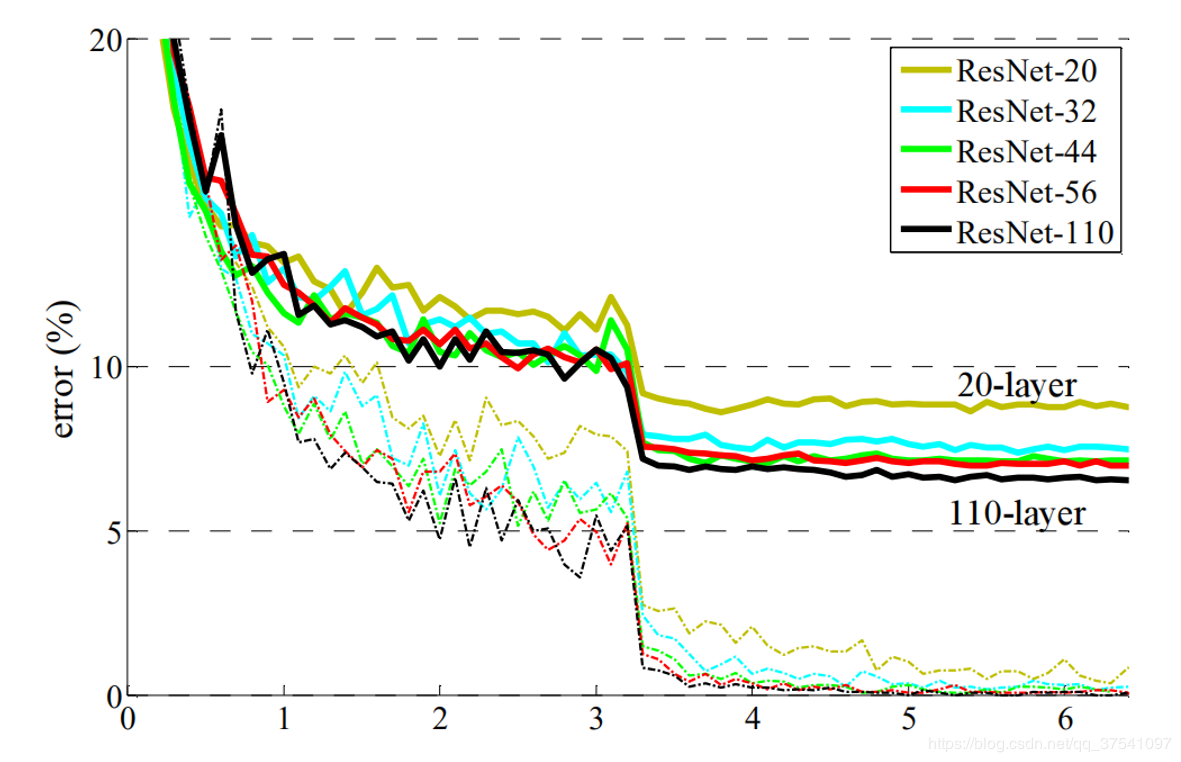 20
ResNet-20
ResNet-32
ResNet-44
ResNet-56
ResNet-110
error (%)
10
20-layer
5
110-layer
0
0 1 2 3 4 5 6
https://blog.csdn.net/qq_37541097